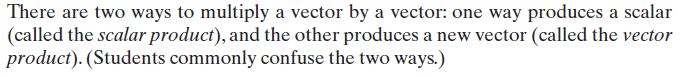 There are two ways to multiply a vector by a vector: one way produces a scalar
(called the scalar product), and the other produces a new vector (called the vector
product). (Students commonly confuse the two ways.)